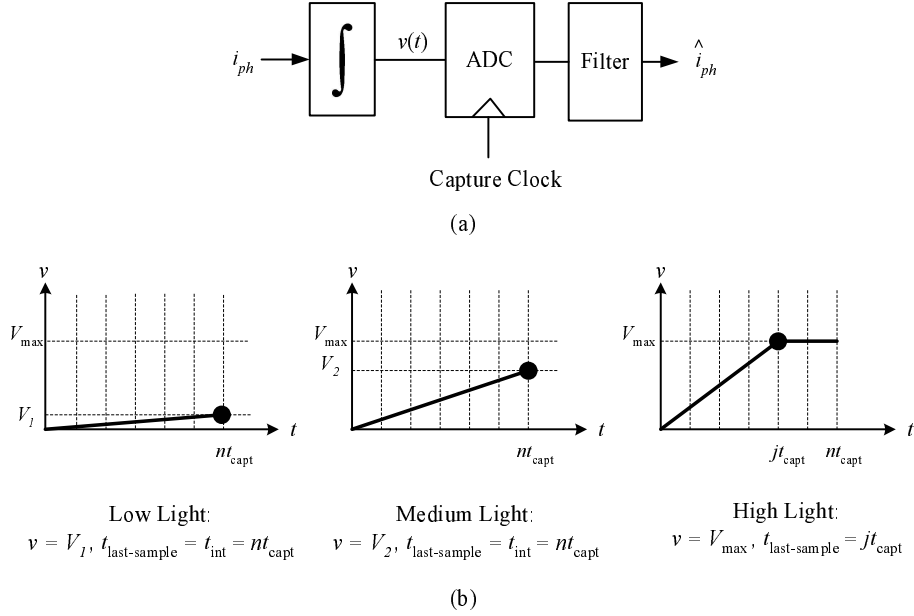 i_ph
∫
v(t)
ADC
Filter
î_ph
Capture Clock
(a)
v
V_max
V_1
t
nt_capt
v
V_max
V_2
t
nt_capt
v
V_max
t
jt_capt nt_capt
Low Light:
v = V_1, t_last-sample = t_int = nt_capt
Medium Light:
v = V_2, t_last-sample = t_int = nt_capt
High Light:
v = V_max, t_last-sample = jt_capt
(b)